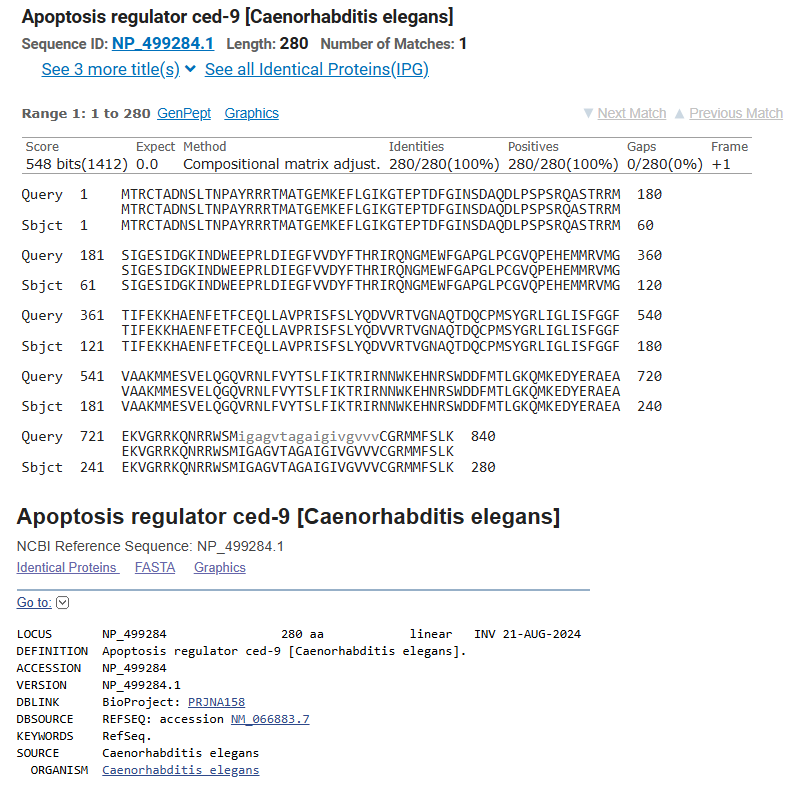 Apoptosis regulator ced-9 [Caenorhabditis elegans]
Sequence ID: NP_499284.1 Length: 280 Number of Matches: 1
See 3 more title(s) See all Identical Proteins(IPG)
Range 1: 1 to 280 GenPept Graphics Next Match Previous Match
Score Expect Method Identities Positives Gaps Frame
548 bits(1412) 0.0 Compositional matrix adjust. 280/280(100%) 280/280(100%) 0/280(0%) +1
Query 1 MTRCTADNSLTNPAYRRRTMATGEMKEFLGIKGTEPTDFGINSDAQDLPSPSRQASTRRM 180
MTRCTADNSLTNPAYRRRTMATGEMKEFLGIKGTEPTDFGINSDAQDLPSPSRQASTRRM
Sbjct 1 MTRCTADNSLTNPAYRRRTMATGEMKEFLGIKGTEPTDFGINSDAQDLPSPSRQASTRRM 60
Query 181 SIGESIDGKINDWEEPRLDIEGFVVDYFTHRIRQNGMEWFGAPGLPCGVQPEHEMMRVMG 360
SIGESIDGKINDWEEPRLDIEGFVVDYFTHRIRQNGMEWFGAPGLPCGVQPEHEMMRVMG
Sbjct 61 SIGESIDGKINDWEEPRLDIEGFVVDYFTHRIRQNGMEWFGAPGLPCGVQPEHEMMRVMG 120
Query 361 TIFEKKHAENFETFCEQLLAVPRISFSLYQDVVRTVGNAQTDQCPMSYGRLIGLISFGGF 540
TIFEKKHAENFETFCEQLLAVPRISFSLYQDVVRTVGNAQTDQCPMSYGRLIGLISFGGF
Sbjct 121 TIFEKKHAENFETFCEQLLAVPRISFSLYQDVVRTVGNAQTDQCPMSYGRLIGLISFGGF 180
Query 541 VAAKMMESVELQGQVRNLFVYTSLFIKTRIRNNWKEHNRSWDDFMTLGKQMKEDYERAEA 720
VAAKMMESVELQGQVRNLFVYTSLFIKTRIRNNWKEHNRSWDDFMTLGKQMKEDYERAEA
Sbjct 181 VAAKMMESVELQGQVRNLFVYTSLFIKTRIRNNWKEHNRSWDDFMTLGKQMKEDYERAEA 240
Query 721 EKVGRRKQNRRWSMigagvtagaigivgvvvCGRMMFSLK 840
EKVGRRKQNRRWSMIGAGVTAGAIGIVGVVVCGRMMFSLK
Sbjct 241 EKVGRRKQNRRWSMIGAGVTAGAIGIVGVVVCGRMMFSLK 280
Apoptosis regulator ced-9 [Caenorhabditis elegans]
NCBI Reference Sequence: NP_499284.1
Identical Proteins FASTA Graphics
Go to:
LOCUS NP_499284 280 aa linear INV 21-AUG-2024
DEFINITION Apoptosis regulator ced-9 [Caenorhabditis elegans].
ACCESSION NP_499284
VERSION NP_499284.1
DBLINK BioProject: PRJNA158
DBSOURCE REFSEQ: accession NM_066883.7
KEYWORDS RefSeq.
SOURCE Caenorhabditis elegans
ORGANISM Caenorhabditis elegans